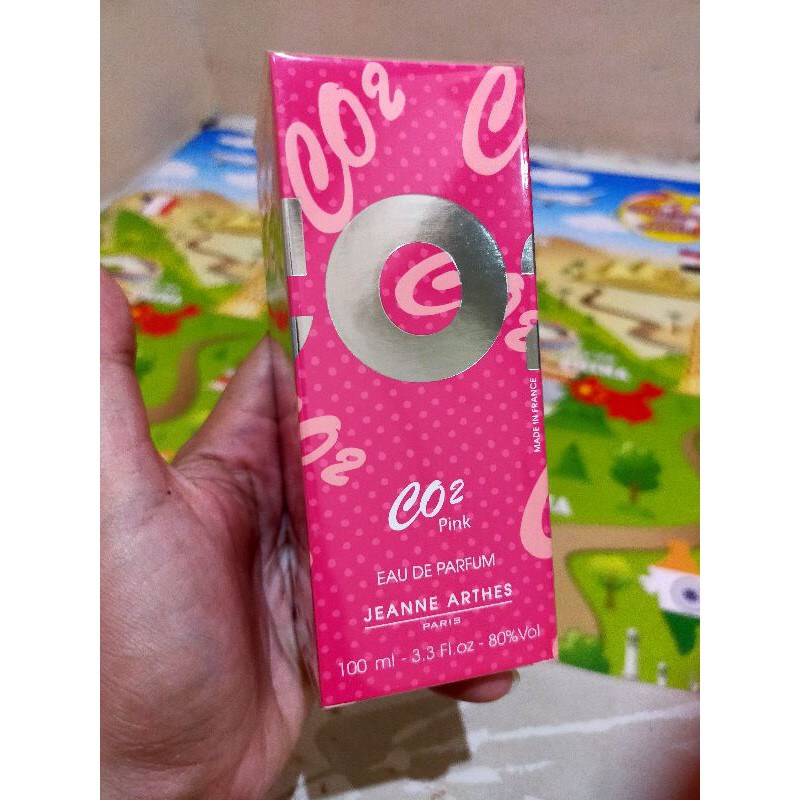 CO2
C
O
CO2
CO2
MADE IN FRANCE
CO2
Pink
EAU DE PARFUM
JEANNE ARTHES
PARIS
100 ml - 3.3 Fl.oz - 80%Vol